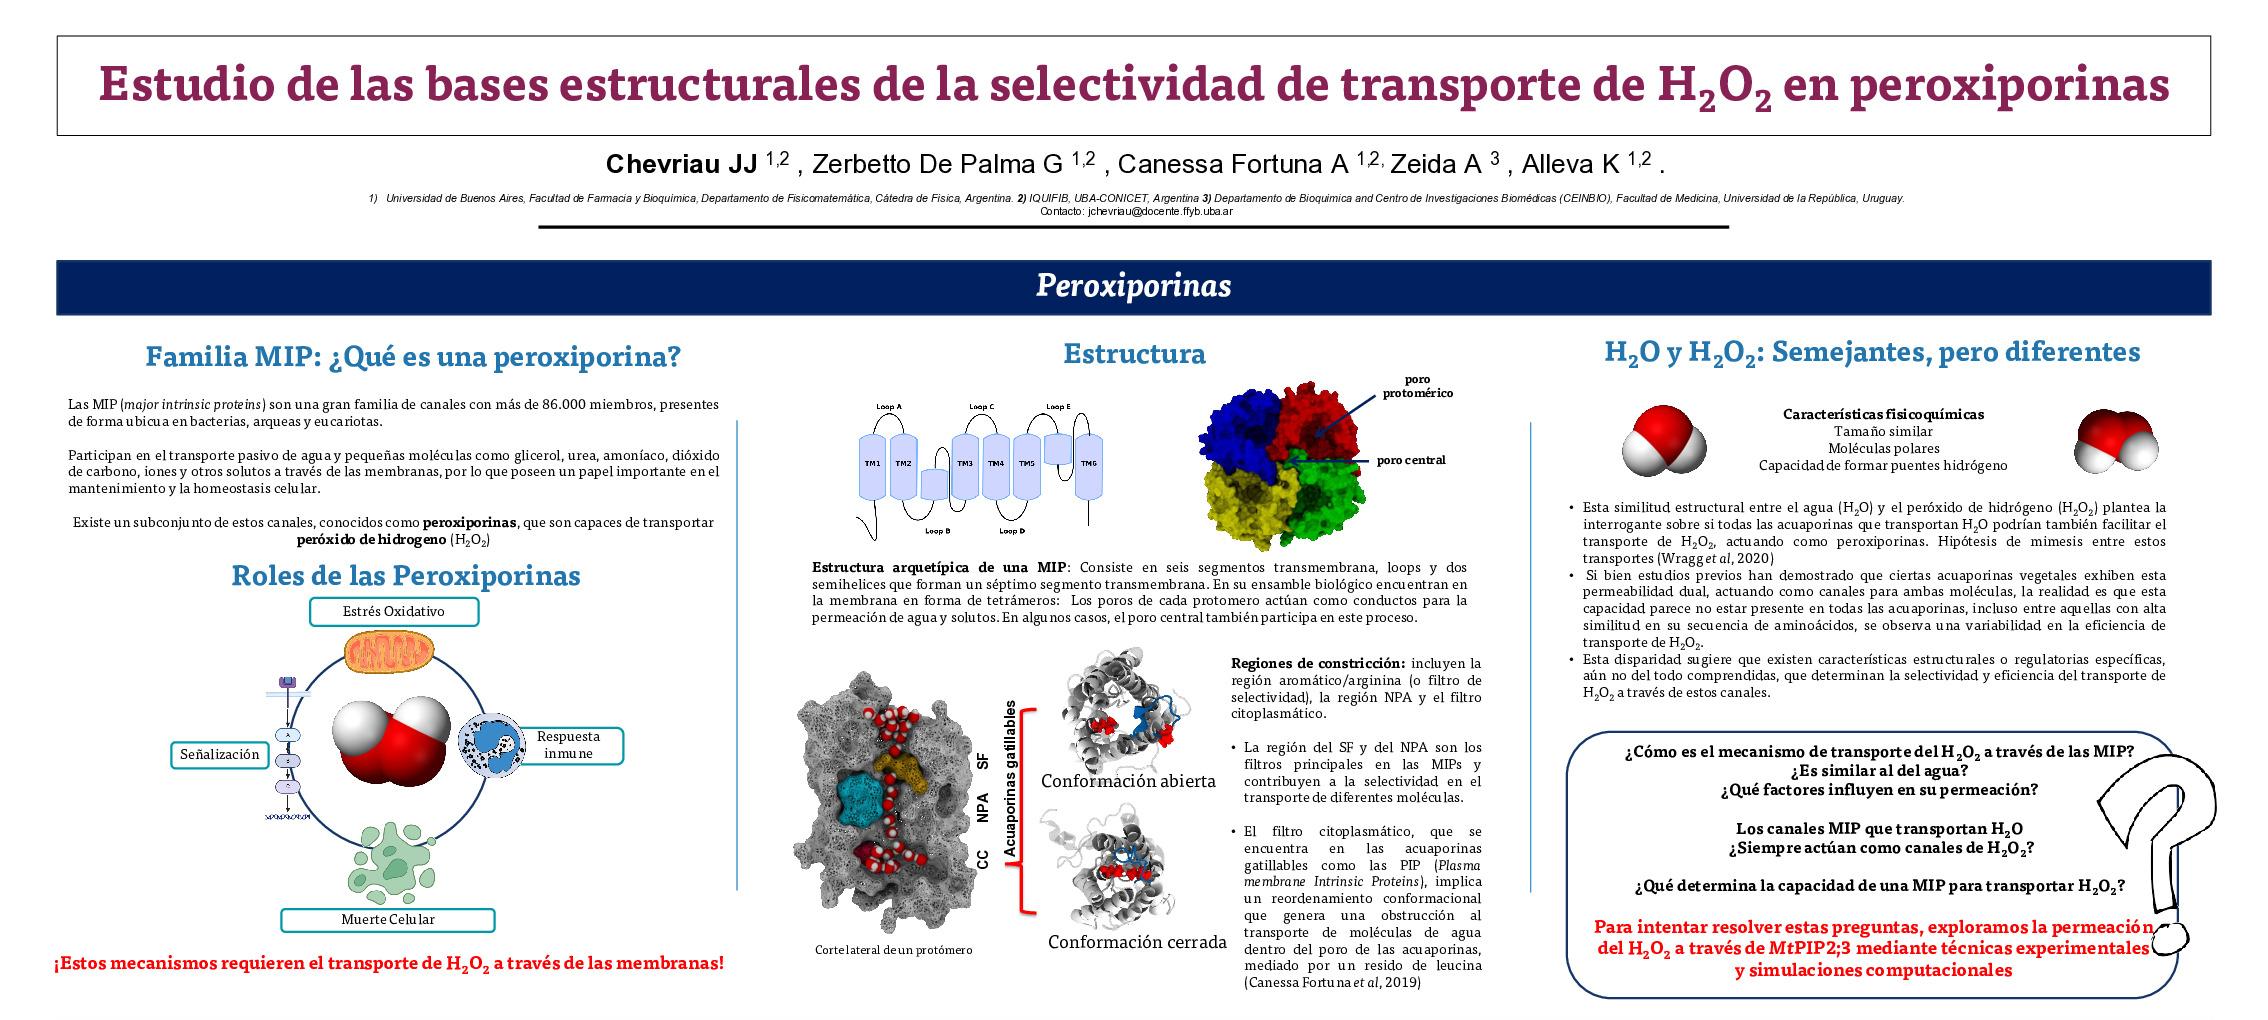 Estudio de las bases estructurales de la selectividad de transporte de H₂O₂ en peroxiporinas
Chevriau JJ 1,2 , Zerbetto De Palma G 1,2 , Canessa Fortuna A 1,2, Zeida A 3 , Alleva K 1,2 .
1) Universidad de Buenos Aires, Facultad de Farmacia y Bioquímica, Departamento de Fisicomatemática, Cátedra de Física, Argentina. 2) IQUIFIB, UBA-CONICET, Argentina 3) Departamento de Bioquimica and Centro de Investigaciones Biomédicas (CEINBIO), Facultad de Medicina, Universidad de la República, Uruguay.
Contacto: jchevriau@docente.ffyb.uba.ar
Peroxiporinas
Familia MIP: ¿Qué es una peroxiporina?
Las MIP (major intrinsic proteins) son una gran familia de canales con más de 86.000 miembros, presentes
de forma ubicua en bacterias, arqueas y eucariotas.
Participan en el transporte pasivo de agua y pequeñas moléculas como glicerol, urea, amoníaco, dióxido
de carbono, iones y otros solutos a través de las membranas, por lo que poseen un papel importante en el
mantenimiento y la homeostasis celular.
Existe un subconjunto de estos canales, conocidos como peroxiporinas, que son capaces de transportar
peróxido de hidrogeno (H₂O₂)
Roles de las Peroxiporinas
Estrés Oxidativo
Señalización
A
B
C
Respuesta
inmune
Muerte Celular
¡Estos mecanismos requieren el transporte de H₂O₂ a través de las membranas!
Estructura
Loop A
Loop C
Loop E
TM1
TM2
TM3
TM4
TM5
TM6
Loop B
Loop D
poro
protomérico
poro central
Estructura arquetípica de una MIP: Consiste en seis segmentos transmembrana, loops y dos
semihelices que forman un séptimo segmento transmembrana. En su ensamble biológico encuentran en
la membrana en forma de tetrámeros: Los poros de cada protomero actúan como conductos para la
permeación de agua y solutos. En algunos casos, el poro central también participa en este proceso.
SF
NPA
CC
Acuaporinas gatillables
Corte lateral de un protómero
Conformación abierta
Conformación cerrada
Regiones de constricción: incluyen la
región aromático/arginina (o filtro de
selectividad), la región NPA y el filtro
citoplasmático.
• La región del SF y del NPA son los
filtros principales en las MIPs y
contribuyen a la selectividad en el
transporte de diferentes moléculas.
• El filtro citoplasmático, que se
encuentra en las acuaporinas
gatillables como las PIP (Plasma
membrane Intrinsic Proteins), implica
un reordenamiento conformacional
que genera una obstrucción al
transporte de moléculas de agua
dentro del poro de las acuaporinas,
mediado por un resido de leucina
(Canessa Fortuna et al, 2019)
H₂O y H₂O₂: Semejantes, pero diferentes
Características fisicoquímicas
Tamaño similar
Moléculas polares
Capacidad de formar puentes hidrógeno
• Esta similitud estructural entre el agua (H₂O) y el peróxido de hidrógeno (H₂O₂) plantea la
interrogante sobre si todas las acuaporinas que transportan H₂O podrían también facilitar el
transporte de H₂O₂, actuando como peroxiporinas. Hipótesis de mimesis entre estos
transportes (Wragg et al, 2020)
• Si bien estudios previos han demostrado que ciertas acuaporinas vegetales exhiben esta
permeabilidad dual, actuando como canales para ambas moléculas, la realidad es que esta
capacidad parece no estar presente en todas las acuaporinas, incluso entre aquellas con alta
similitud en su secuencia de aminoácidos, se observa una variabilidad en la eficiencia de
transporte de H₂O₂.
• Esta disparidad sugiere que existen características estructurales o regulatorias específicas,
aún no del todo comprendidas, que determinan la selectividad y eficiencia del transporte de
H₂O₂ a través de estos canales.
¿Cómo es el mecanismo de transporte del H₂O₂ a través de las MIP?
¿Es similar al del agua?
¿Qué factores influyen en su permeación?
Los canales MIP que transportan H₂O
¿Siempre actúan como canales de H₂O₂?
¿Qué determina la capacidad de una MIP para transportar H₂O₂?
Para intentar resolver estas preguntas, exploramos la permeación
del H₂O₂ a través de MtPIP2;3 mediante técnicas experimentales
y simulaciones computacionales
?